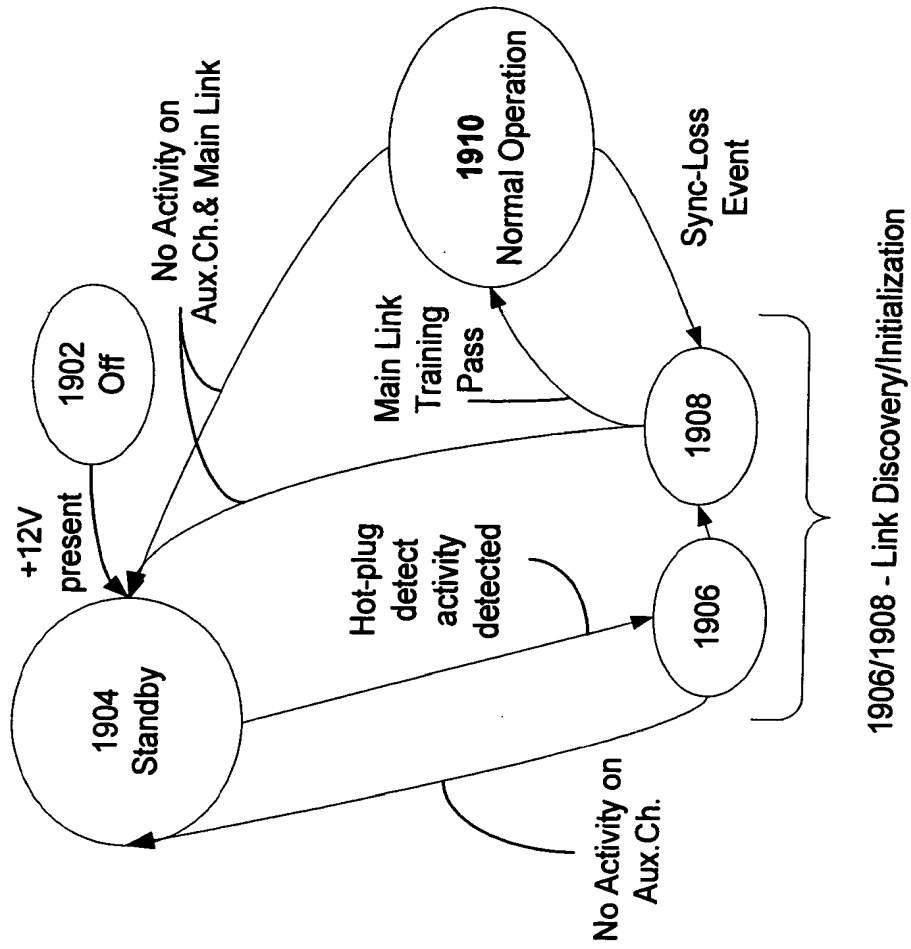 1902
Off
+12V
present
1904
Standby
No Activity on
Aux.Ch.& Main Link
Hot-plug
detect
activity
detected
Main Link
Training
Pass
1910
Normal Operation
No Activity on
Aux.Ch.
1906
1908
Sync-Loss
Event
1906/1908 - Link Discovery/Initialization